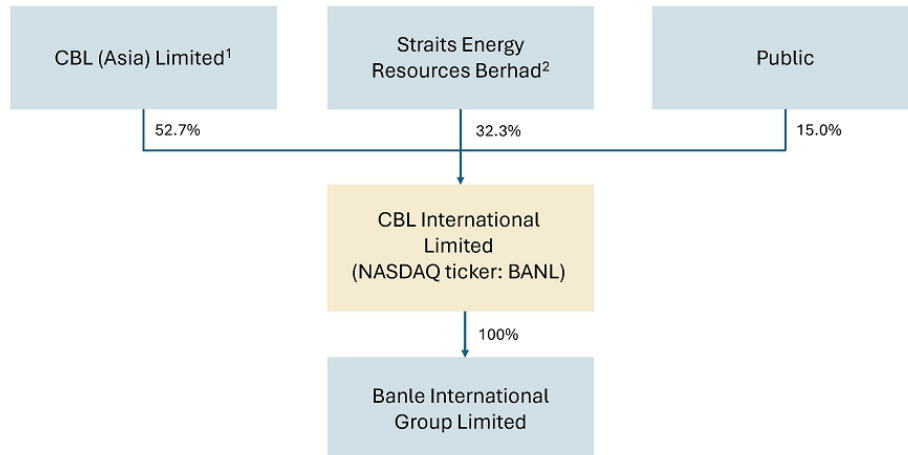 CBL (Asia) Limited¹
Straits Energy
Resources Berhad²
Public
52.7%
32.3%
15.0%
CBL International
Limited
(NASDAQ ticker: BANL)
100%
Banle International
Group Limited